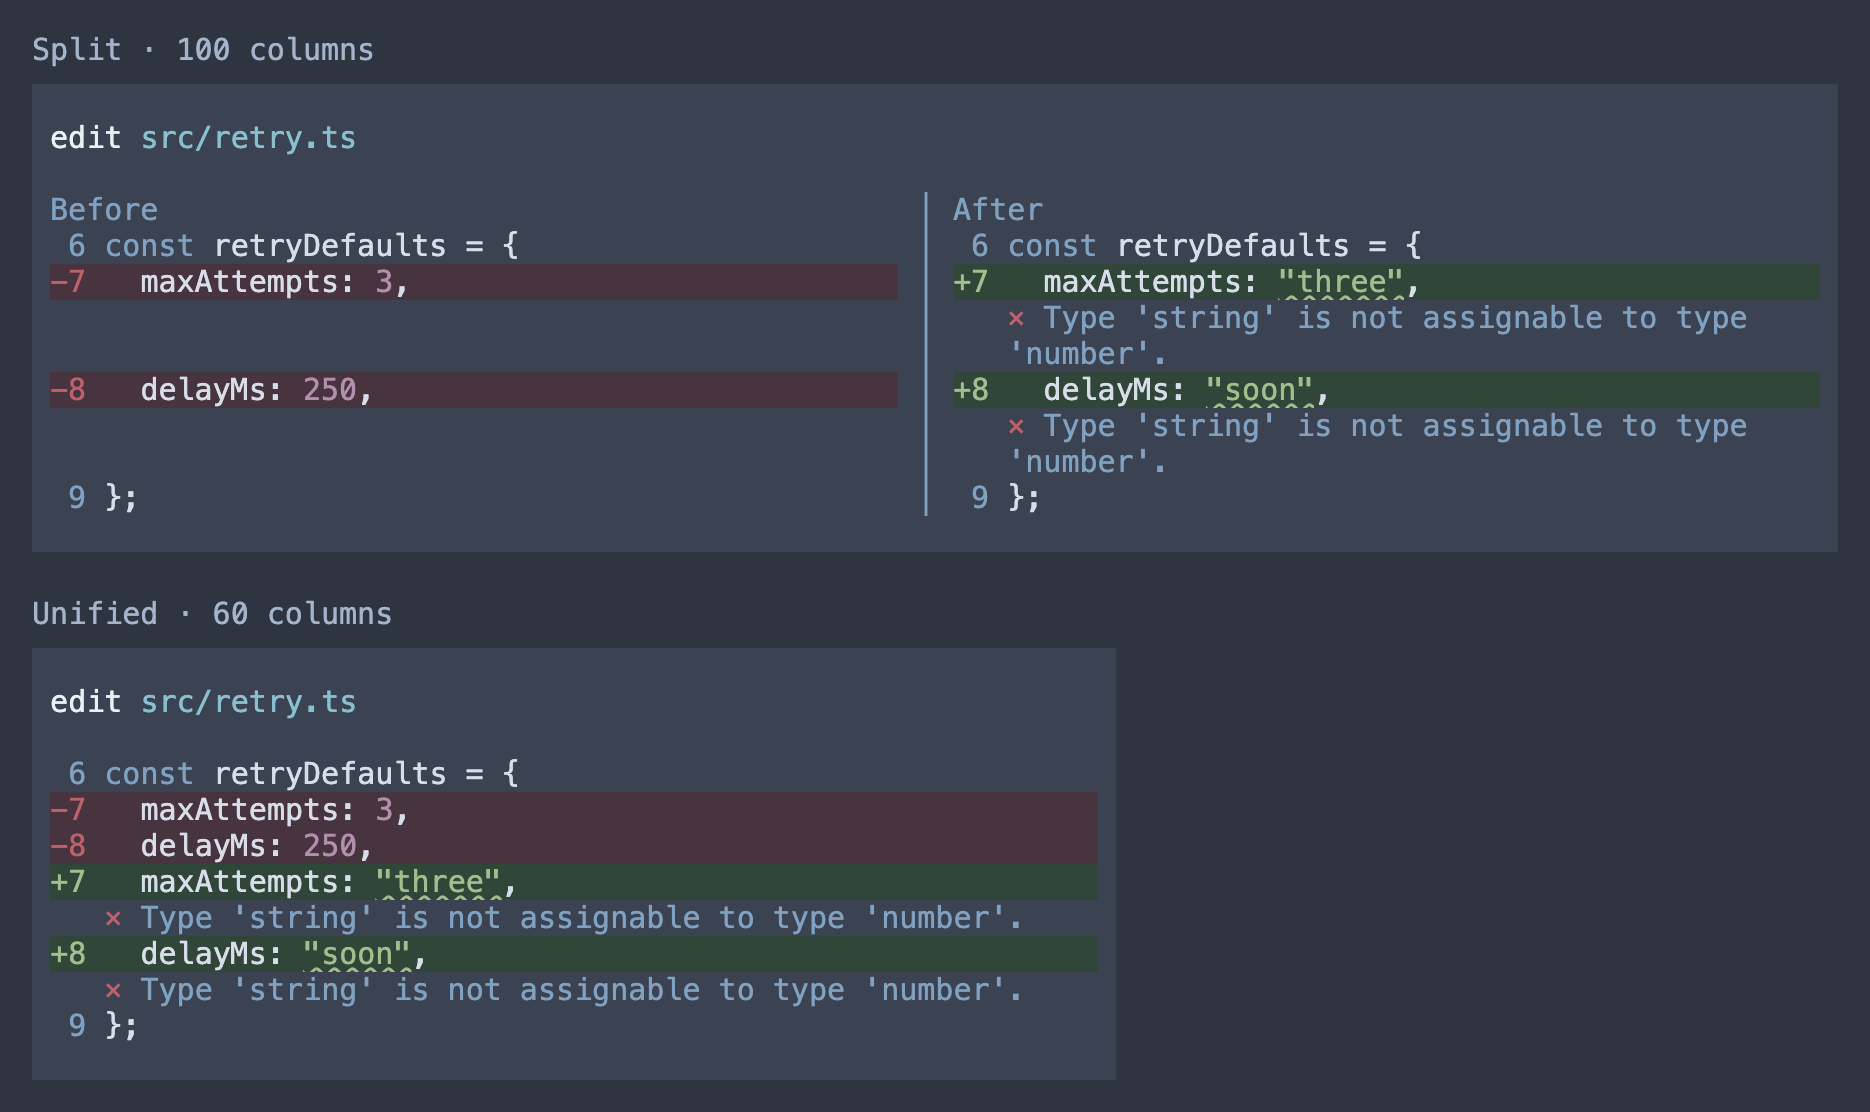 Split · 100 columns
edit src/retry.ts
Before
6 const retryDefaults = {
-7   maxAttempts: 3,
-8   delayMs: 250,
9 };
After
6 const retryDefaults = {
+7   maxAttempts: "three",
× Type 'string' is not assignable to type
'number'.
+8   delayMs: "soon",
× Type 'string' is not assignable to type
'number'.
9 };
Unified · 60 columns
edit src/retry.ts
6 const retryDefaults = {
-7   maxAttempts: 3,
-8   delayMs: 250,
+7   maxAttempts: "three",
× Type 'string' is not assignable to type 'number'.
+8   delayMs: "soon",
× Type 'string' is not assignable to type 'number'.
9 };